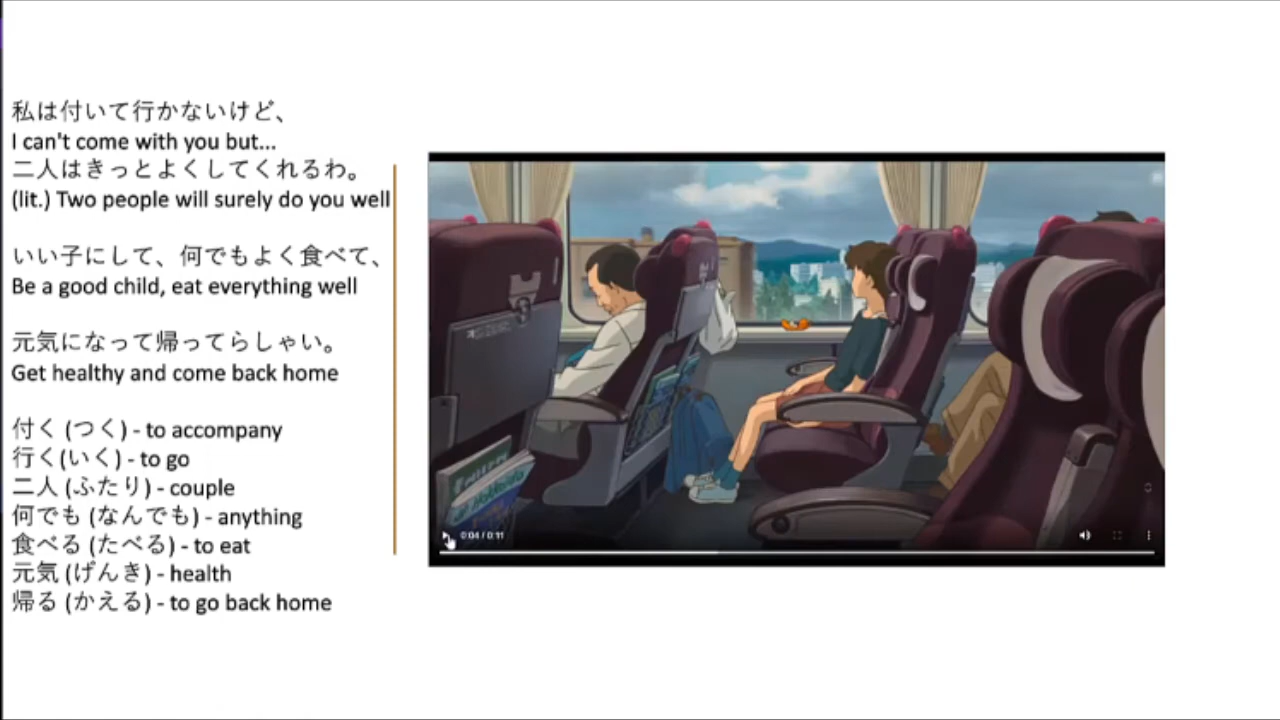 私は付いて行かないけど、
I can't come with you but...
二人はきっとよくしてくれるわ。
(lit.) Two people will surely do you well
いい子にして、何でもよく食べて、
Be a good child, eat everything well
元気になって帰ってらしゃい。
Get healthy and come back home
付く (つく) - to accompany
行く(いく) - to go
二人 (ふたり) - couple
何でも (なんでも) - anything
食べる (たべる) - to eat
元気 (げんき) - health
帰る (かえる) - to go back home
0:04 / 0:11